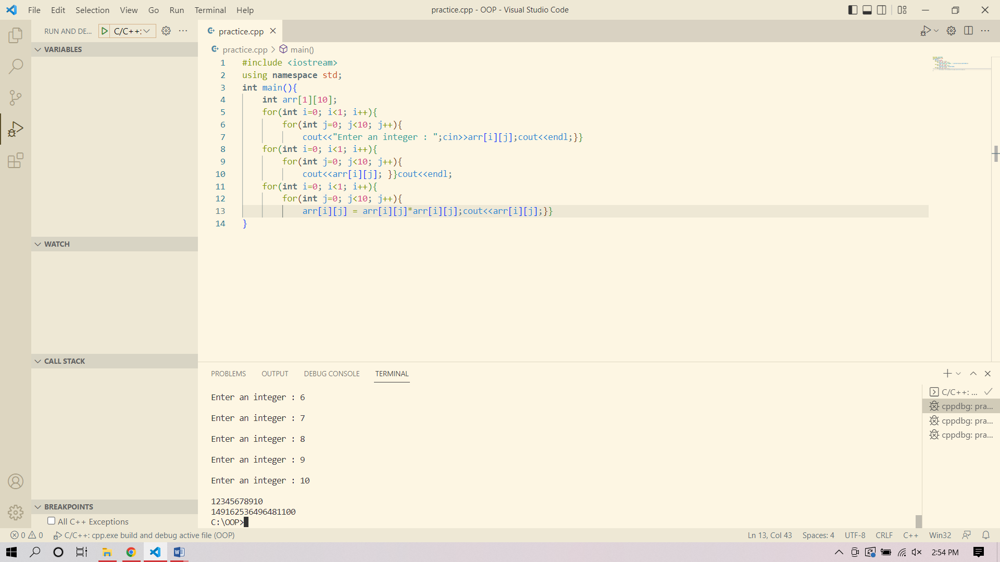 File Edit Selection View Go Run Terminal Help
practice.cpp - OOP - Visual Studio Code
RUN AND DE...
C/C++:
VARIABLES
WATCH
CALL STACK
BREAKPOINTS
All C++ Exceptions
practice.cpp
practice.cpp > main()
1 #include <iostream>
2 using namespace std;
3 int main(){
4 int arr[1][10];
5 for(int i=0; i<1; i++){
6 for(int j=0; j<10; j++){
7 cout<<"Enter an integer : ";cin>>arr[i][j];cout<<endl;}}
8 for(int i=0; i<1; i++){
9 for(int j=0; j<10; j++){
10 cout<<arr[i][j]; }}cout<<endl;
11 for(int i=0; i<1; i++){
12 for(int j=0; j<10; j++){
13 arr[i][j] = arr[i][j]*arr[i][j];cout<<arr[i][j];}}
14 }
PROBLEMS OUTPUT DEBUG CONSOLE TERMINAL
Enter an integer : 6
Enter an integer : 7
Enter an integer : 8
Enter an integer : 9
Enter an integer : 10
12345678910
149162536496481100
C:\OOP>
C/C++: ...
cppdbg: pra...
cppdbg: pra...
cppdbg: pra...
0 0 C/C++: cpp.exe build and debug active file (OOP)
Ln 13, Col 43 Spaces: 4 UTF-8 CRLF C++ Win32
2:54 PM